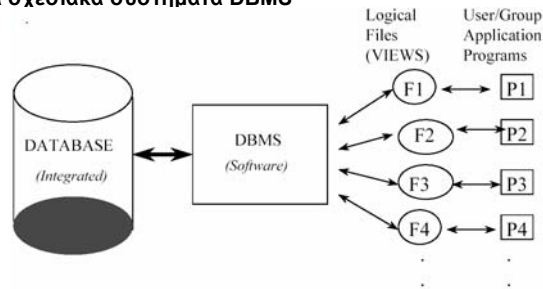 σχεσιακά συστήματα DBMS
Logical
Files
(VIEWS)
User/Group
Application
Programs
DATABASE
(Integrated)
DBMS
(Software)
F1
P1
F2
P2
F3
P3
F4
P4